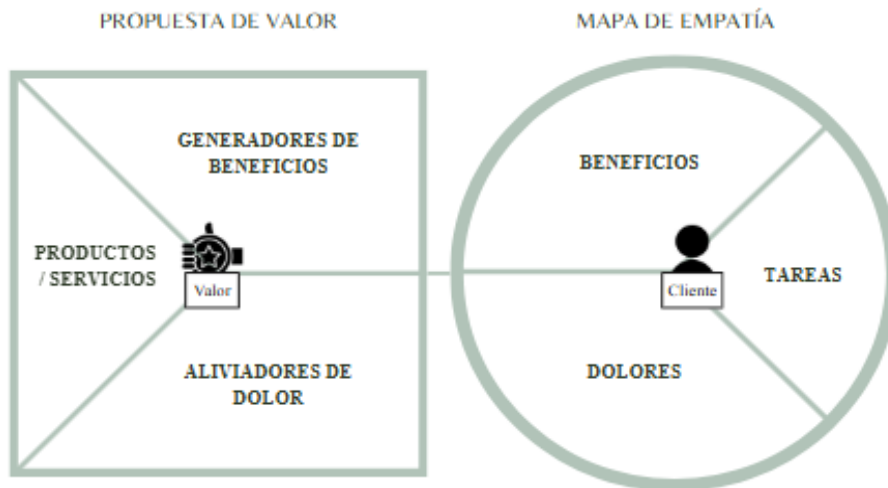 PROPUESTA DE VALOR
MAPA DE EMPATÍA
GENERADORES DE
BENEFICIOS
PRODUCTOS
/ SERVICIOS
Valor
ALIVIADORES DE
DOLOR
BENEFICIOS
Cliente
TAREAS
DOLORES